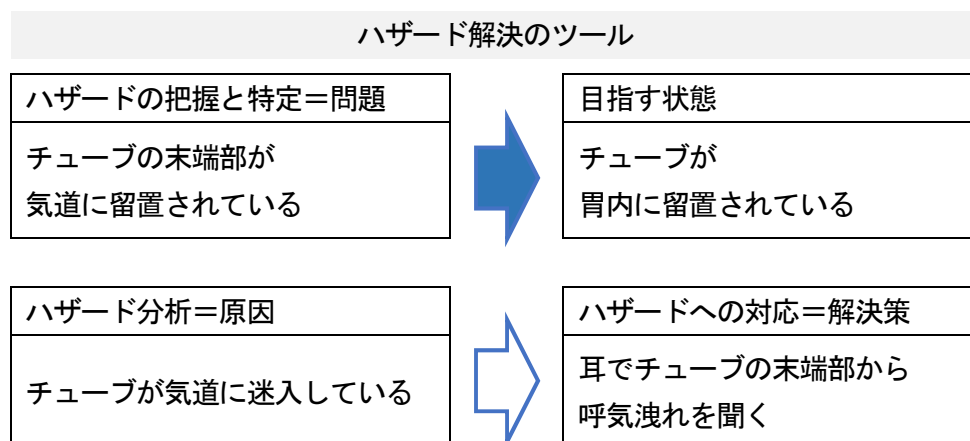 ハザード解決のツール
ハザードの把握と特定＝問題
チューブの末端部が
気道に留置されている
目指す状態
チューブが
胃内に留置されている
ハザード分析＝原因
チューブが気道に迷入している
ハザードへの対応＝解決策
耳でチューブの末端部から
呼気洩れを聞く